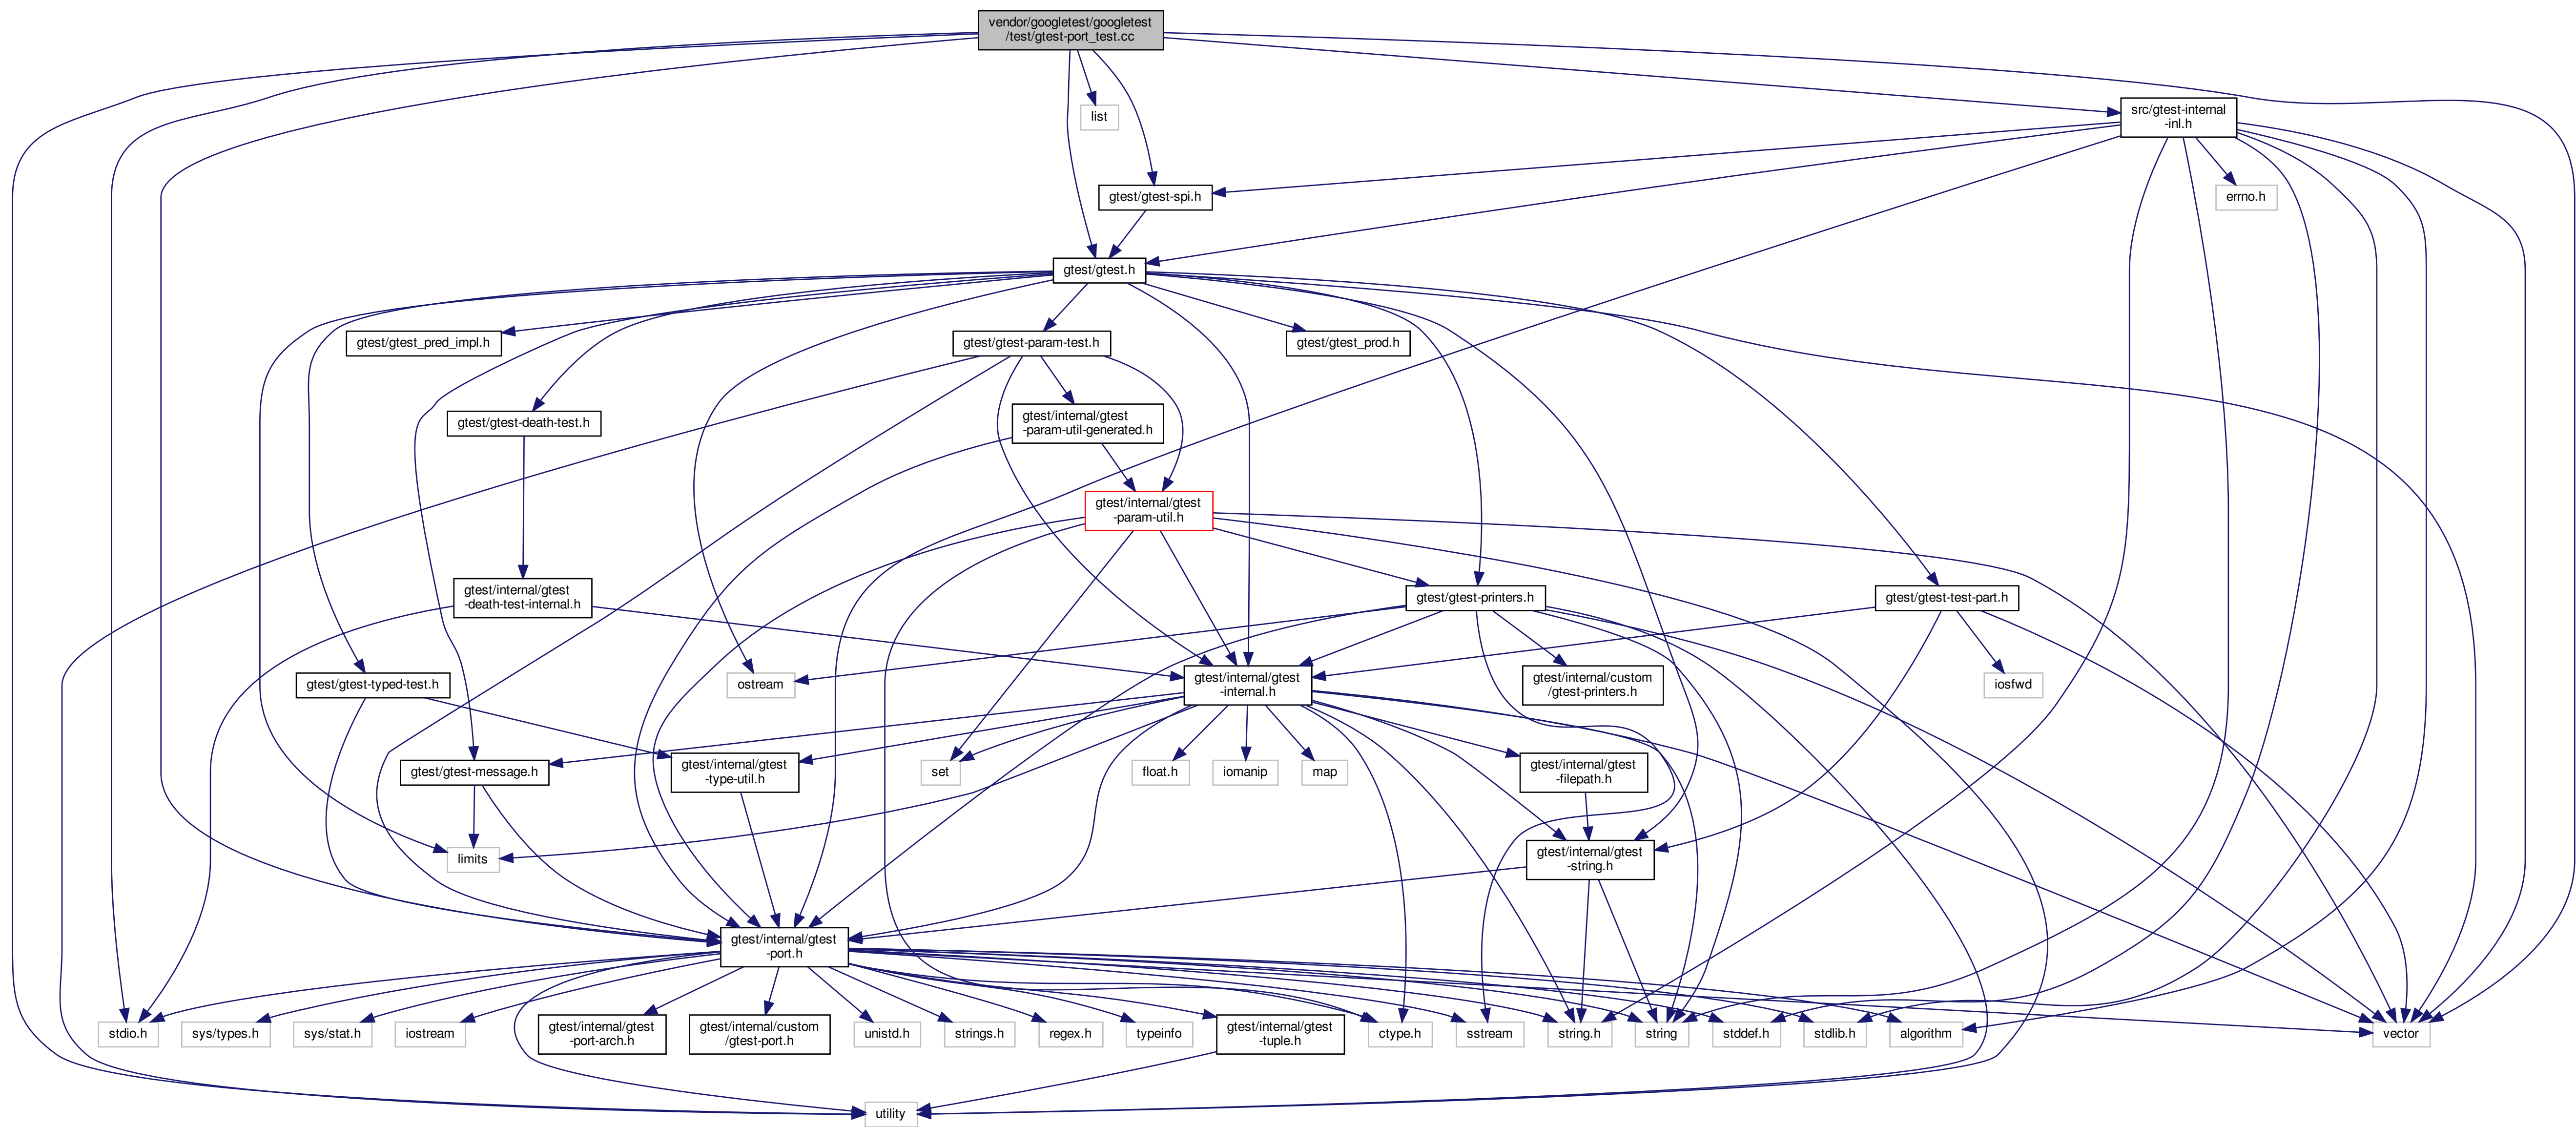 vendor/googletest/googletest
/test/gtest-port_test.cc
list
src/gtest-internal
-inl.h
gtest/gtest-spi.h
errno.h
gtest/gtest.h
gtest/gtest_pred_impl.h
gtest/gtest-param-test.h
gtest/gtest_prod.h
gtest/gtest-death-test.h
gtest/internal/gtest
-param-util-generated.h
gtest/internal/gtest
-param-util.h
gtest/internal/gtest
-death-test-internal.h
gtest/gtest-printers.h
gtest/gtest-test-part.h
gtest/gtest-typed-test.h
ostream
gtest/internal/gtest
-internal.h
gtest/internal/custom
/gtest-printers.h
iosfwd
gtest/gtest-message.h
gtest/internal/gtest
-type-util.h
set
float.h
iomanip
map
gtest/internal/gtest
-filepath.h
limits
gtest/internal/gtest
-string.h
gtest/internal/gtest
-port.h
stdio.h
sys/types.h
sys/stat.h
iostream
gtest/internal/gtest
-port-arch.h
gtest/internal/custom
/gtest-port.h
unistd.h
strings.h
regex.h
typeinfo
gtest/internal/gtest
-tuple.h
ctype.h
sstream
string.h
string
stddef.h
stdlib.h
algorithm
vector
utility